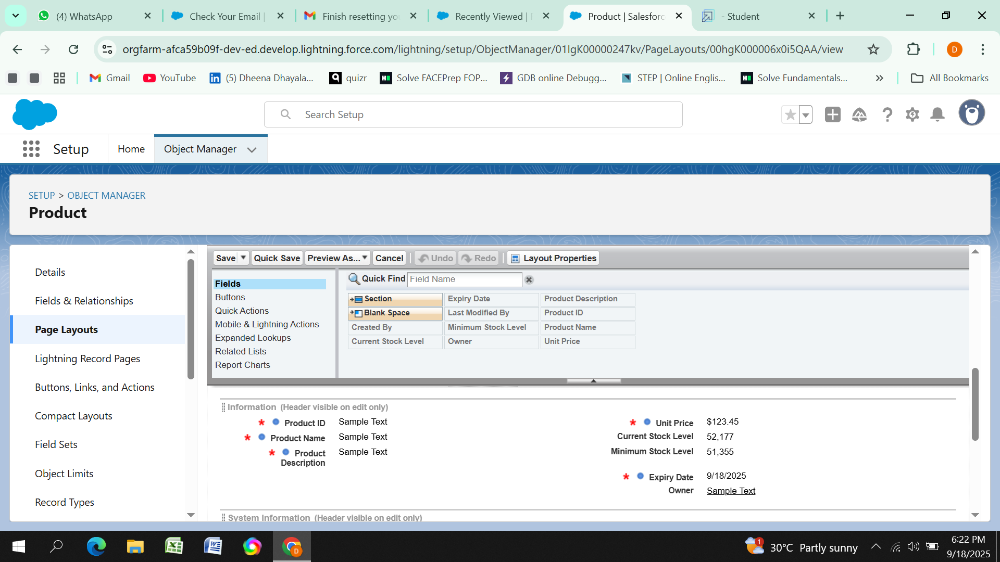 (4) WhatsApp
Check Your Email |
Finish resetting yo
Recently Viewed |
Product | Salesforc
- Student
orgfarm-afca59b09f-dev-ed.develop.lightning.force.com/lightning/setup/ObjectManager/01IgK00000247kv/PageLayouts/00hgK000006x0i5QAA/view
D
Gmail
YouTube
(5) Dheena Dhayala...
quizr
Solve FACEPrep FOP...
GDB online Debugg...
STEP | Online Englis...
Solve Fundamentals...
All Bookmarks
Search Setup
Setup
Home
Object Manager
SETUP > OBJECT MANAGER
Product
Details
Fields & Relationships
Page Layouts
Lightning Record Pages
Buttons, Links, and Actions
Compact Layouts
Field Sets
Object Limits
Record Types
Save
Quick Save
Preview As...
Cancel
Undo
Redo
Layout Properties
Fields
Buttons
Quick Actions
Mobile & Lightning Actions
Expanded Lookups
Related Lists
Report Charts
Quick Find
Field Name
Section
Expiry Date
Product Description
Blank Space
Last Modified By
Product ID
Created By
Minimum Stock Level
Product Name
Current Stock Level
Owner
Unit Price
Information (Header visible on edit only)
* Product ID Sample Text
* Product Name Sample Text
* Product
Description
Sample Text
* Unit Price $123.45
Current Stock Level 52,177
Minimum Stock Level 51,355
* Expiry Date 9/18/2025
Owner Sample Text
System Information (Header visible on edit only)
1
30°C Partly sunny
6:22 PM
9/18/2025